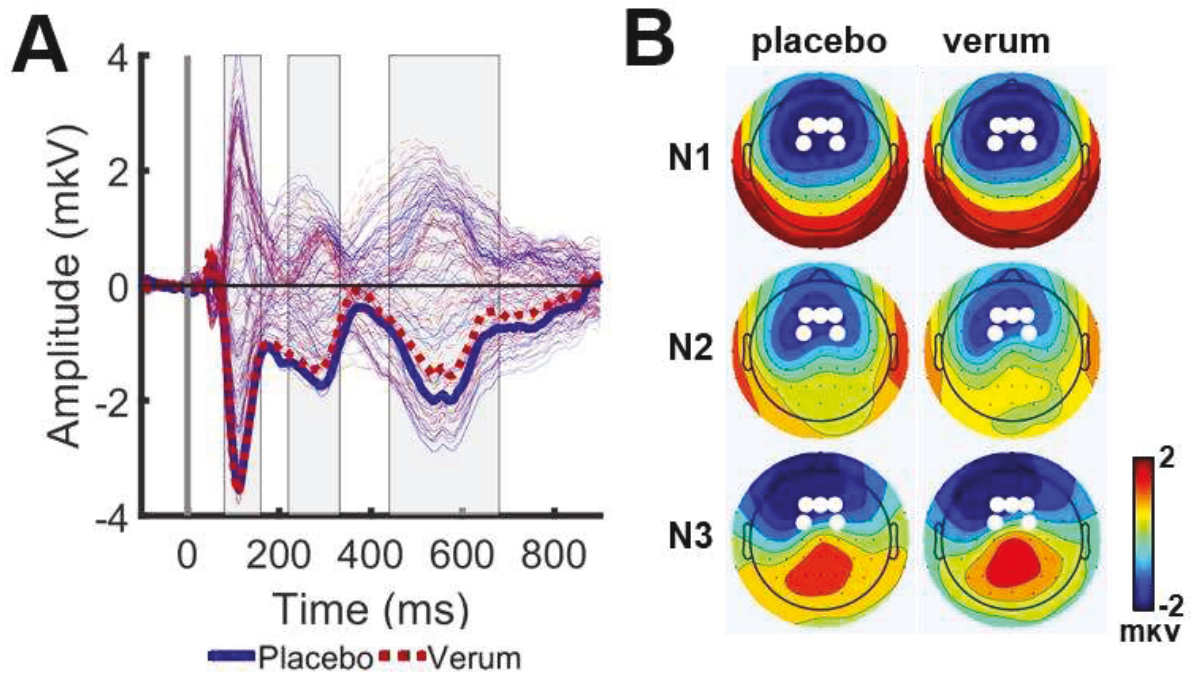 A
4
2
0
-2
-4
Amplitude (mkV)
0 200 400 600 800
Time (ms)
Placebo Verum
B
placebo verum
N1
N2
N3
2
-2
mkV